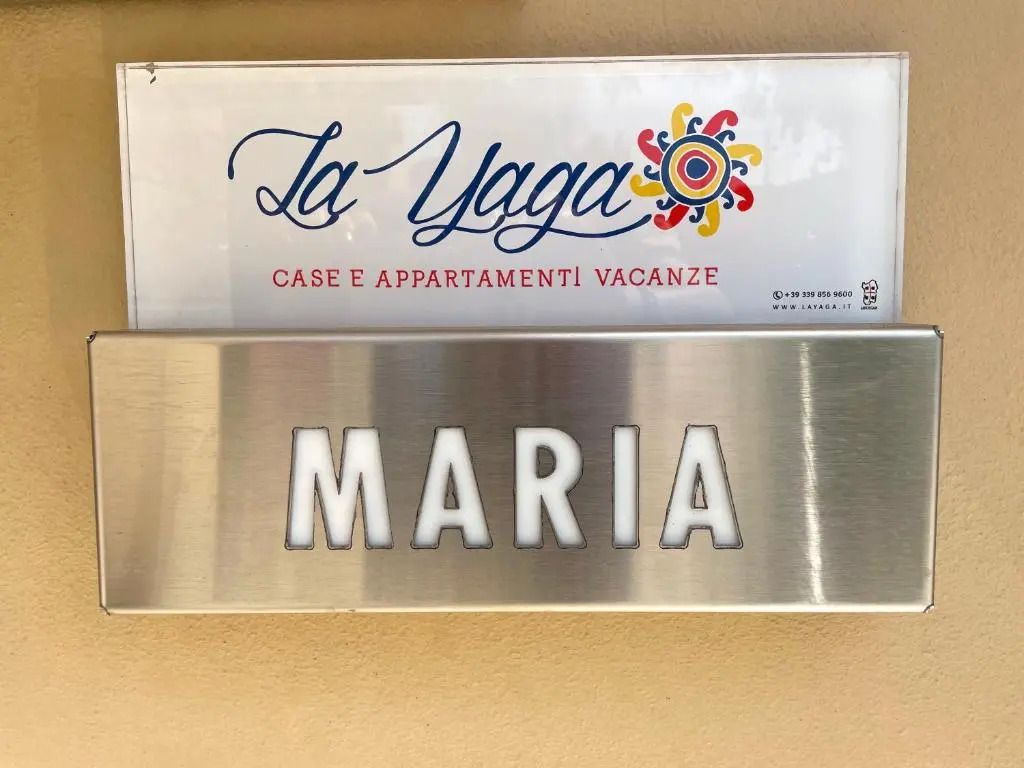 La Yaga
CASE E APPARTAMENTI VACANZE
+39 339 856 9600
WWW.LAYAGA.IT
MARIA